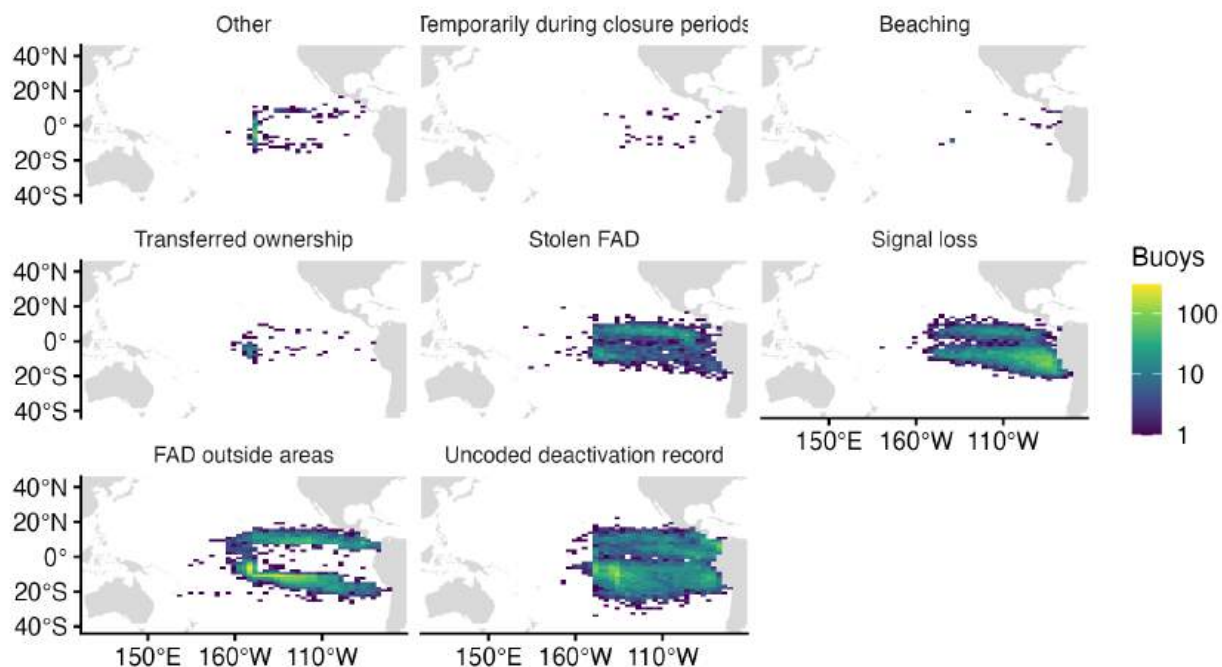 Other
Temporarily during closure periods
Beaching
40°N
20°N
0°
20°S
40°S
Transferred ownership
Stolen FAD
Signal loss
40°N
20°N
0°
20°S
40°S
150°E 160°W 110°W
Buoys
100
10
1
FAD outside areas
Uncoded deactivation record
40°N
20°N
0°
20°S
40°S
150°E 160°W 110°W
150°E 160°W 110°W